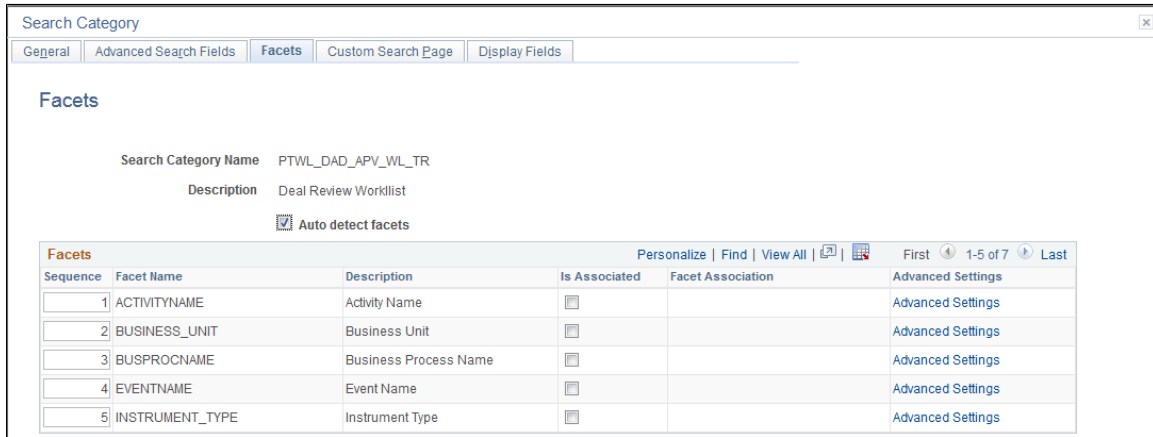 Search Category
General Advanced Search Fields Facets Custom Search Page Display Fields
Facets
Search Category Name PTWL_DAD_APV_WL_TR
Description Deal Review Workllist
Auto detect facets
Facets Personalize | Find | View All | | First 1-5 of 7 Last
Sequence Facet Name Description Is Associated Facet Association Advanced Settings
1 ACTIVITYNAME Activity Name Advanced Settings
2 BUSINESS_UNIT Business Unit Advanced Settings
3 BUSPROCNAME Business Process Name Advanced Settings
4 EVENTNAME Event Name Advanced Settings
5 INSTRUMENT_TYPE Instrument Type Advanced Settings